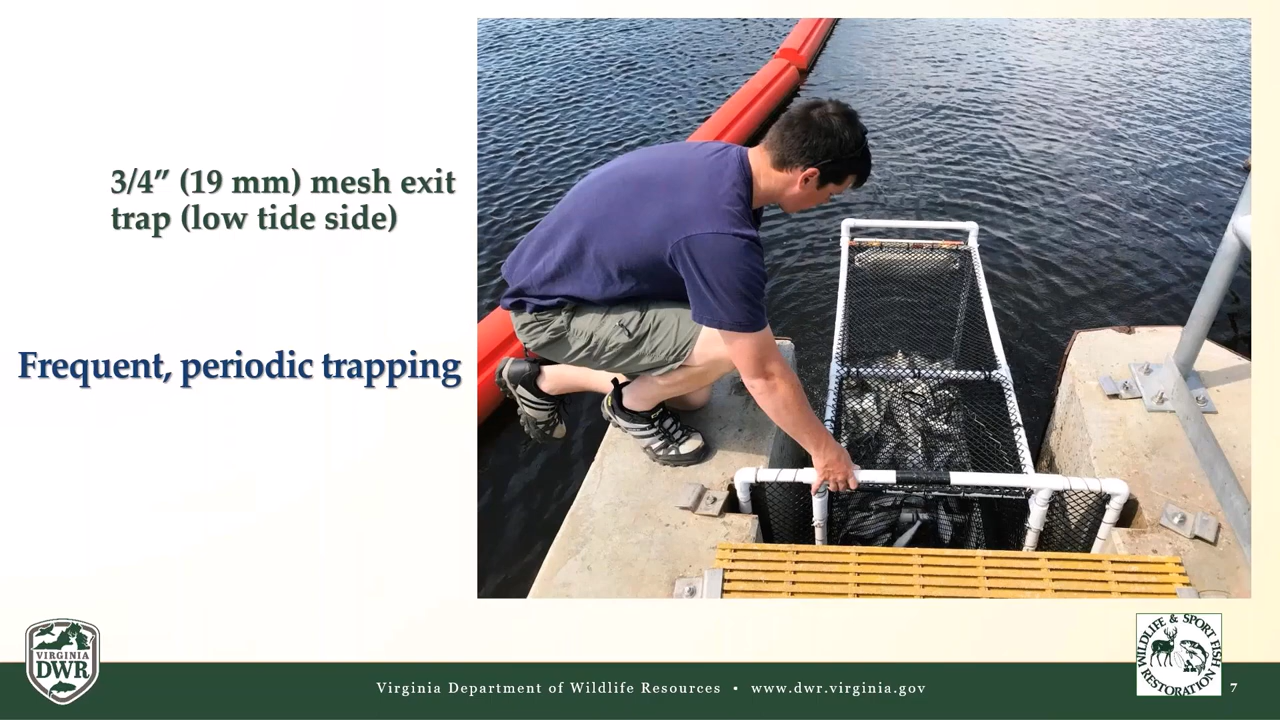 3/4” (19 mm) mesh exit
trap (low tide side)
Frequent, periodic trapping
VIRGINIA
DWR
Virginia Department of Wildlife Resources • www.dwr.virginia.gov
WILDLIFE & SPORT FISH
RESTORATION
7